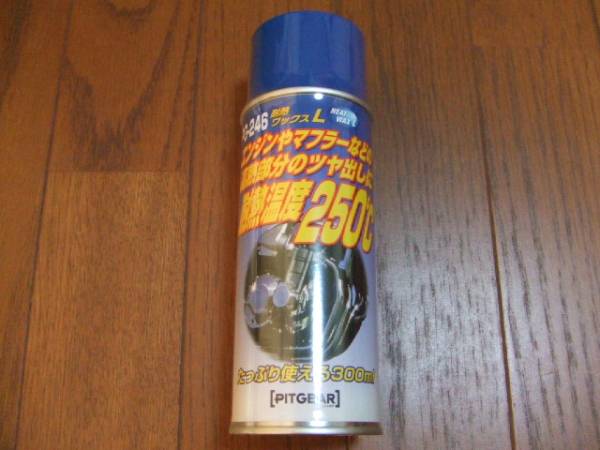 G-246 耐熱ワックスL HEAT WAX L
エンジンやマフラーなどの
部分のツヤ出しに
耐熱温度250℃
たっぷり使える300ml
[PITGEAR]